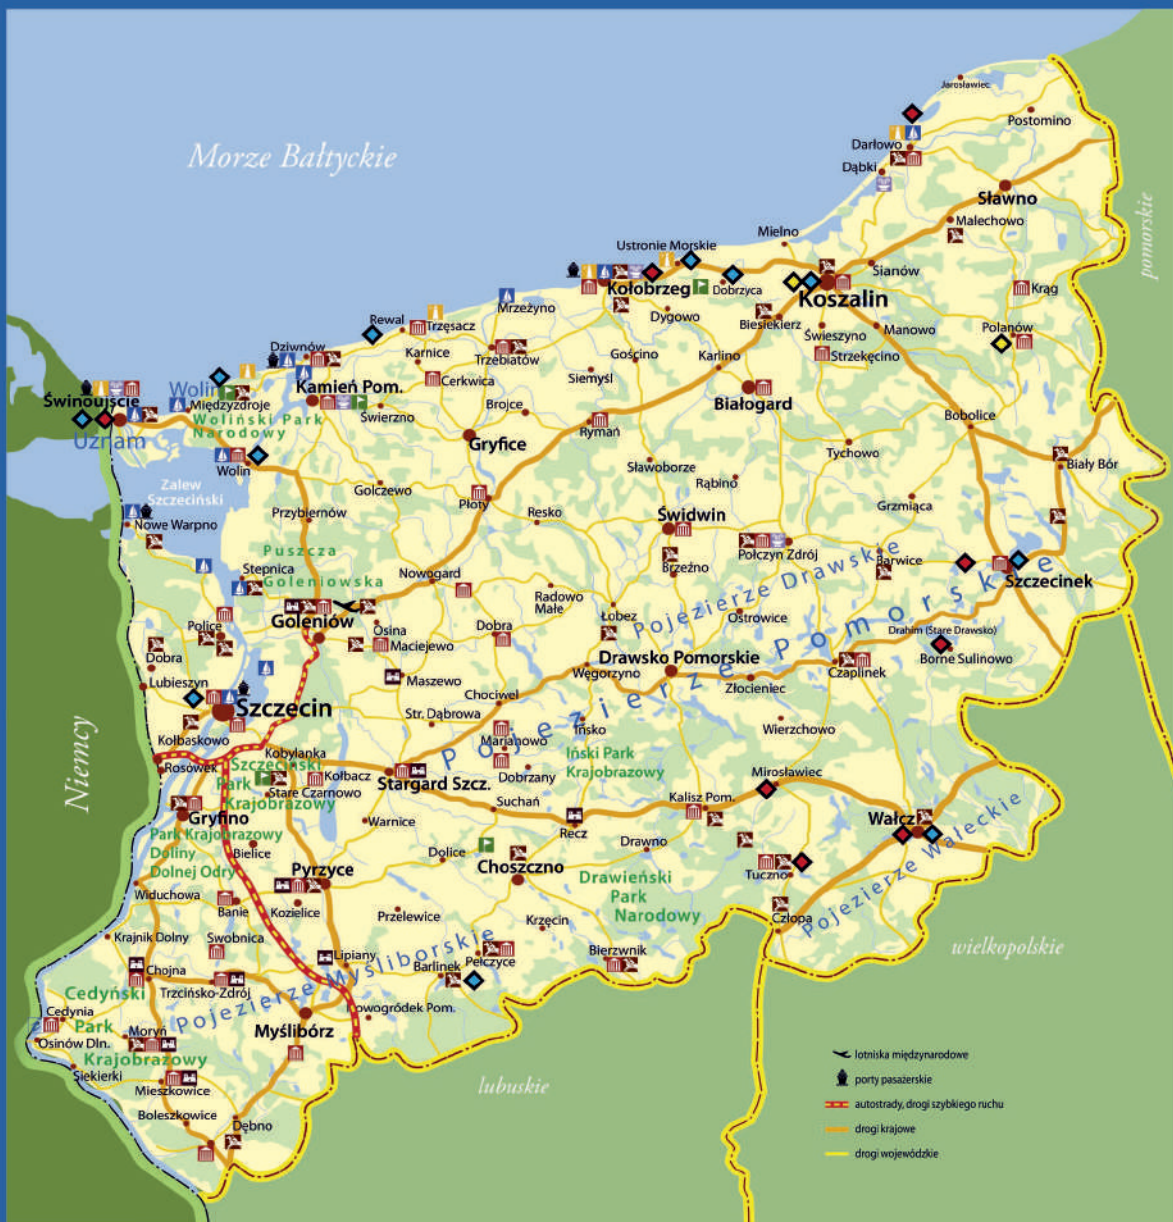 Jarosławiec
Postomino
Morze Bałtyckie
Darłowo
Dąbki
Sławno
pomorskie
Malechowo
Mielno
Ustronie Morskie
Sianów
Kołobrzeg
Dobrzyca
Koszalin
Krąg
Mrzeżyno
Dygowo
Biesiekierz
Rewal
Trzęsacz
Świeszyno
Manowo
Polanów
Dziwnów
Karnice
Trzebiatów
Gościno
Karlino
Strzekęcino
Cerkwica
Siemyśl
Wolin
Kamień Pom.
Świnoujście
Międzyzdroje
Świerzno
Brojce
Białogard
Bobolice
Woliński Park
Narodowy
Uznam
Rymań
Gryfice
Tychowo
Biały Bór
Wolin
Sławoborze
Rąbino
Zalew
Szczeciński
Golczewo
Płoty
Grzmiąca
Przybiernów
Resko
Świdwin
Nowe Warpno
Puszcza
Goleniowska
Połczyn Zdrój
Barwice
Stepnica
Brzeźno
Nowogard
Szczecinek
Radowo
Małe
Pojezierze Drawskie
Łobez
Ostrowice
Police
Goleniów
Osina
Dobra
Drahim (Stare Drawsko)
Maciejewo
Dobra
Drawsko Pomorskie
Borne Sulinowo
Węgorzyno
Czaplinek
Lubieszyn
Maszewo
Chociwel
Złocieniec
Szczecin
Str. Dąbrowa
Ińsko
Wierzchowo
Pojezierze Pomorskie
Kołbaskowo
Marianowo
Kobylanka
Iński Park
Krajobrazowy
Niemcy
Rosówek
Szczeciński
Park
Krajobrazowy
Kołbacz
Dobrzany
Mirosławiec
Stargard Szcz.
Stare Czarnowo
Suchań
Kalisz Pom.
Gryfino
Warnice
Recz
Wałcz
Park Krajobrazowy
Doliny
Dolnej Odry
Bielice
Drawno
Dolice
Choszczno
Pyrzyce
Tuczno
Drawieński
Park
Narodowy
Pojezierze Wałeckie
Widuchowa
Banie
Kozielice
Przelewice
Krzęcin
Człopa
Krajnik Dolny
Swobnica
wielkopolskie
Lipiany
Bierzwnik
Pełczyce
Barlinek
Chojna
Trzcińsko-Zdrój
Pojezierze Myśliborskie
Cedyński
Park
Krajobrazowy
Cedynia
Nowogródek Pom.
Myślibórz
Moryń
Osinów Dln.
Siekierki
Mieszkowice
lubuskie
Boleszkowice
Dębno
lotniska międzynarodowe
porty pasażerskie
autostrady, drogi szybkiego ruchu
drogi krajowe
drogi wojewódzkie